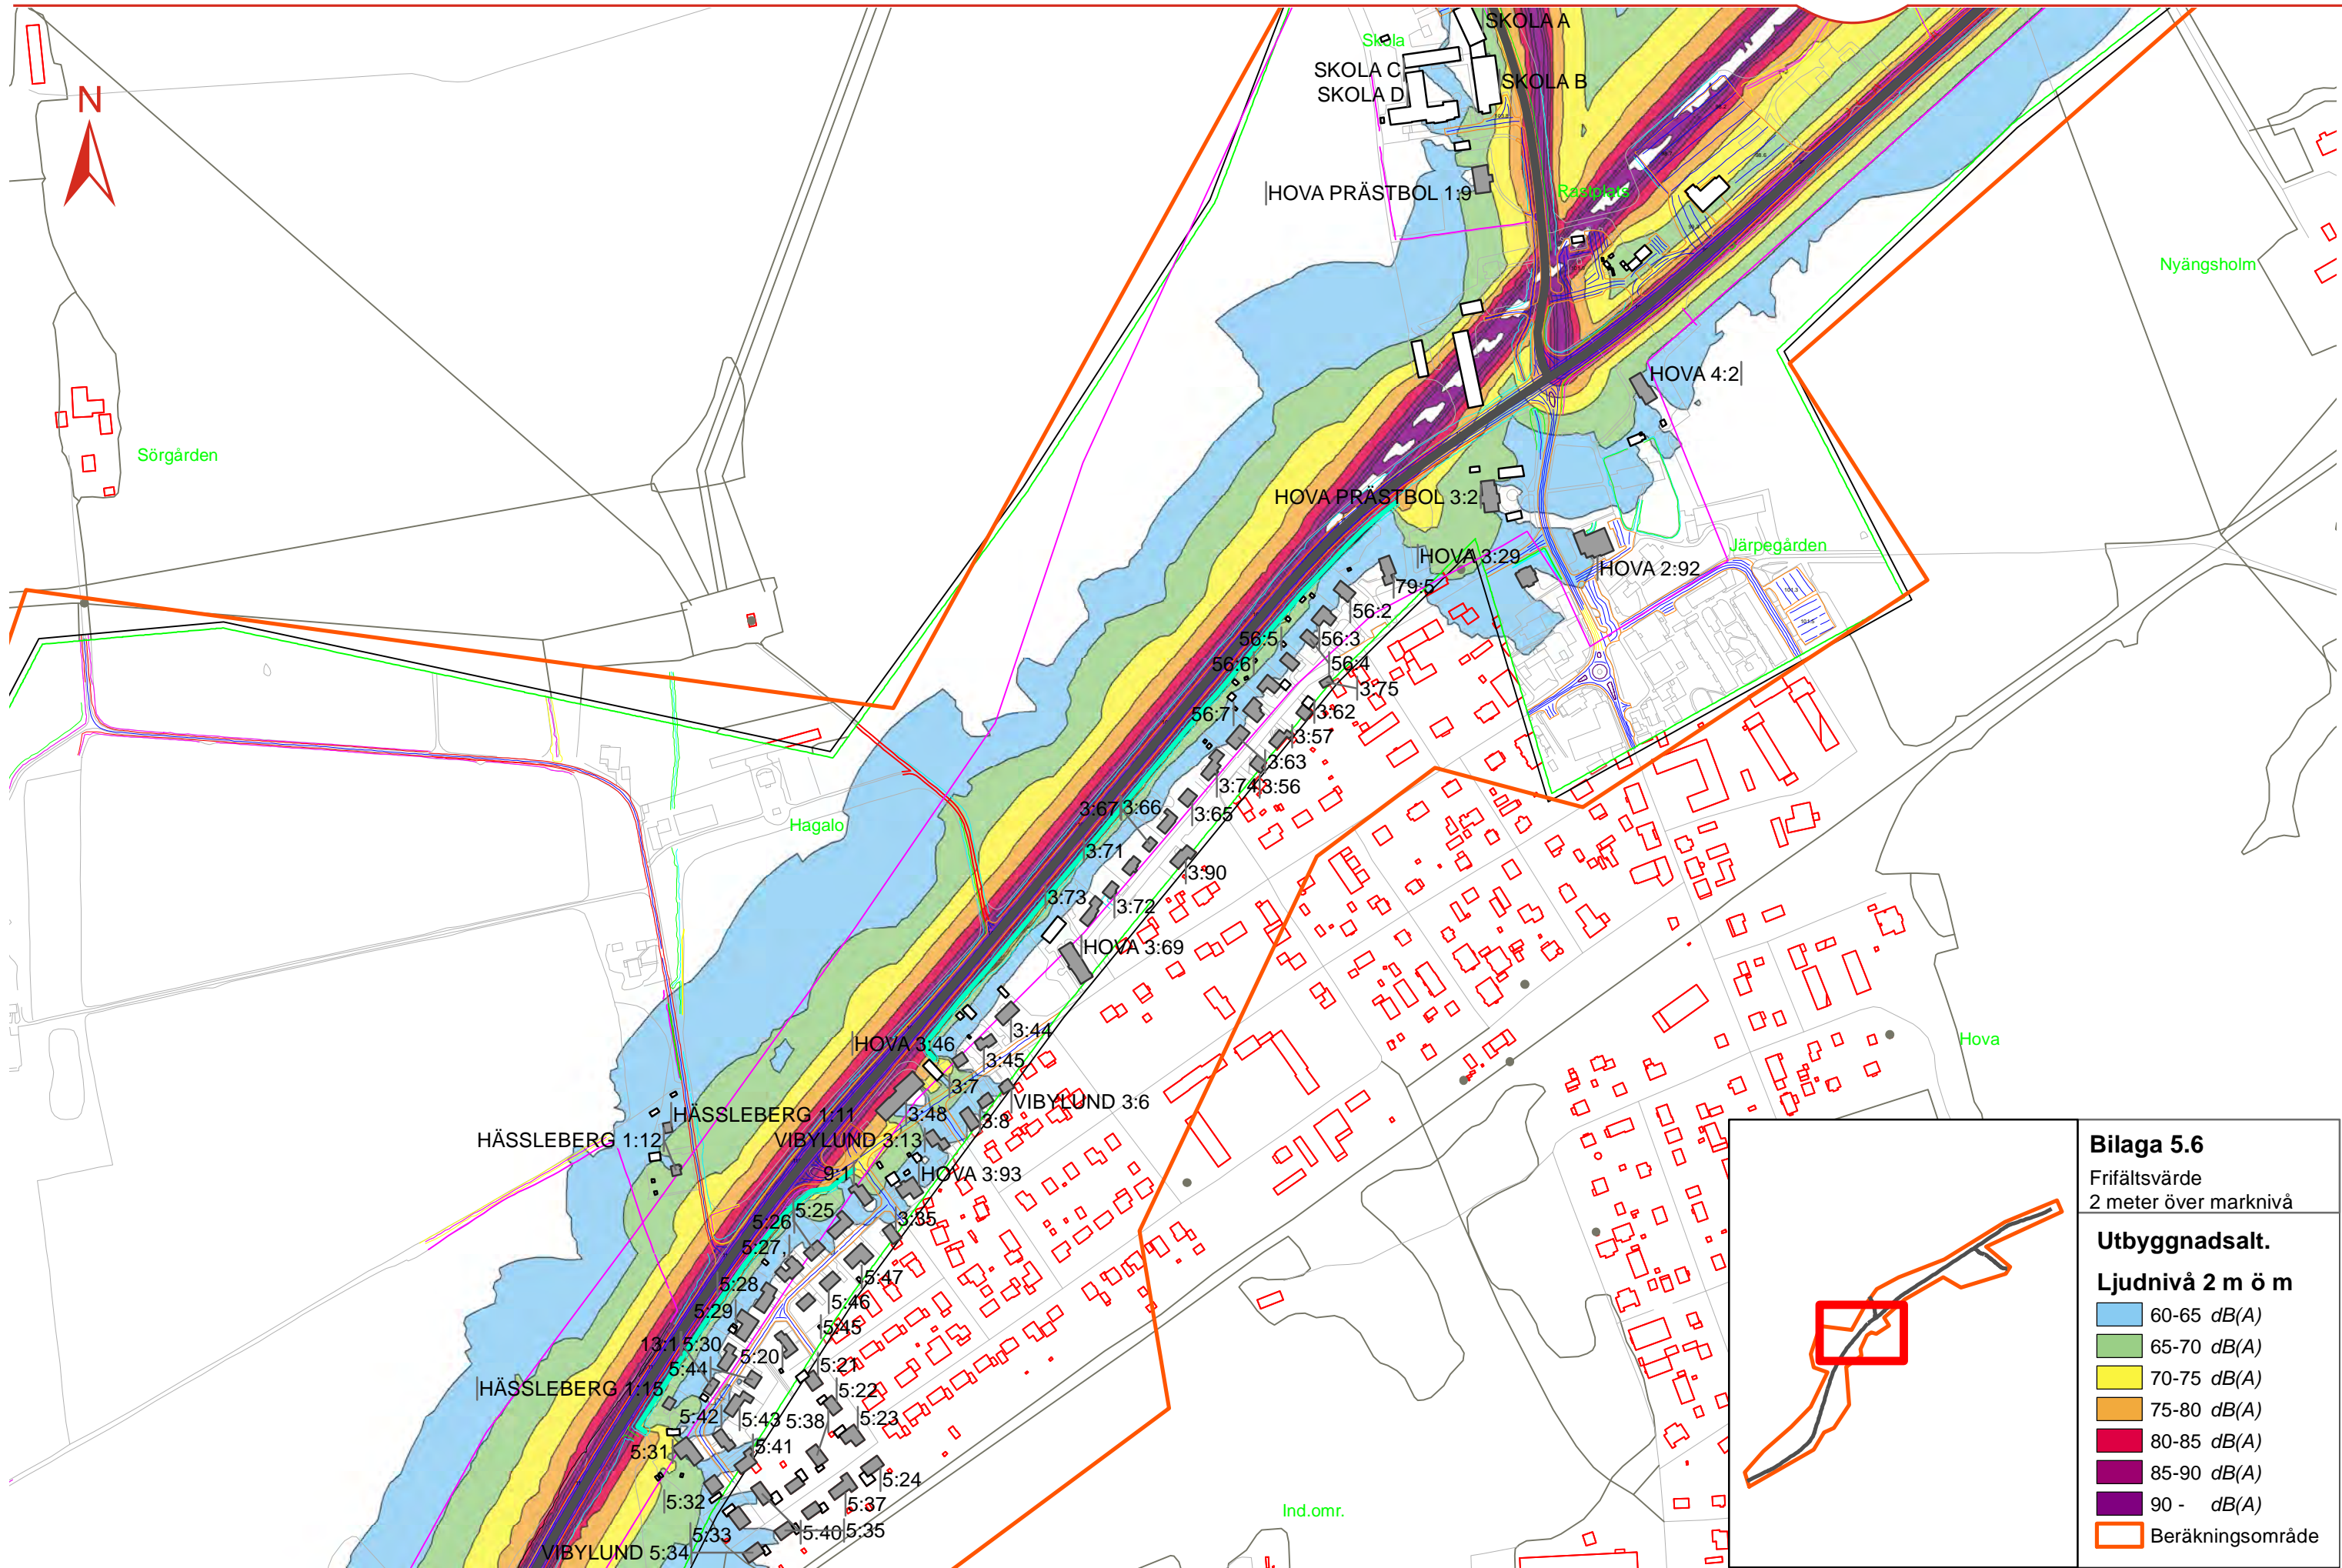 SKOLA A
Skola
SKOLA C
SKOLA B
SKOLA D
N
HOVA PRÄSTBOL 1:9
Rastplats
Nyängsholm
HOVA 4:2
Sörgården
HOVA PRÄSTBOL 3:2
Järpegården
HOVA 3:29
HOVA 2:92
79:5
56:2
56:5
56:3
56:6
56:4
3:75
56:7
3:62
3:57
3:63
3:74
3:56
3:67
3:66
3:65
Hagalo
3:71
3:90
3:73
3:72
HOVA 3:69
3:44
HOVA 3:46
3:45
Hova
3:7
VIBYLUND 3:6
HÄSSLEBERG 1:11
3:48
3:8
HÄSSLEBERG 1:12
VIBYLUND 3:13
9:1
HOVA 3:93
5:25
3:35
5:26
5:27,
5:28
5:47
5:29
5:46
5:45
13:1
5:30
5:20
5:44
5:21
HÄSSLEBERG 1:15
5:22
5:42
5:43
5:38
5:23
5:31
5:41
5:24
5:32
5:37
5:33
5:40
5:35
VIBYLUND 5:34
Ind.omr.
Bilaga 5.6
Frifältsvärde
2 meter över marknivå
Utbyggnadsalt.
Ljudnivå 2 m ö m
60-65 dB(A)
65-70 dB(A)
70-75 dB(A)
75-80 dB(A)
80-85 dB(A)
85-90 dB(A)
90 - dB(A)
Beräkningsområde